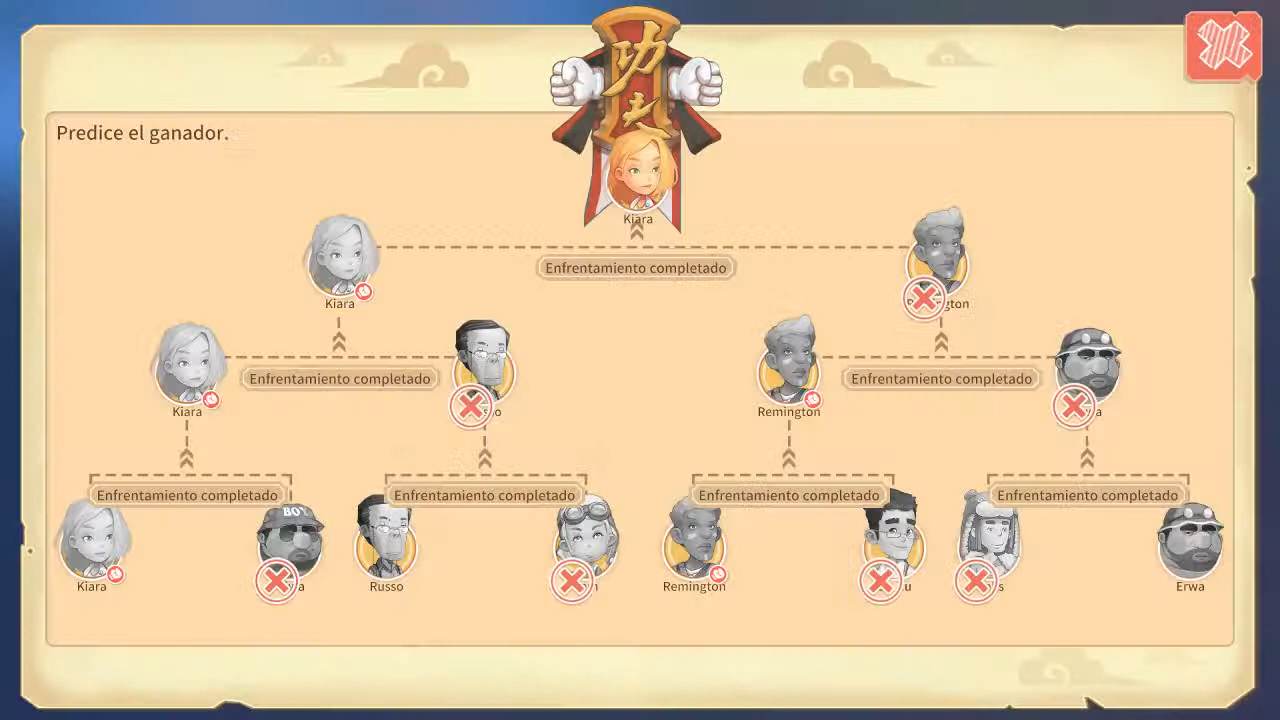 功夫
Predice el ganador.
Kiara
Enfrentamiento completado
Kiara
Enfrentamiento completado
Enfrentamiento completado
Kiara
Remington
Enfrentamiento completado
Enfrentamiento completado
Enfrentamiento completado
Enfrentamiento completado
BOY
Kiara
Russo
Remington
Erwa